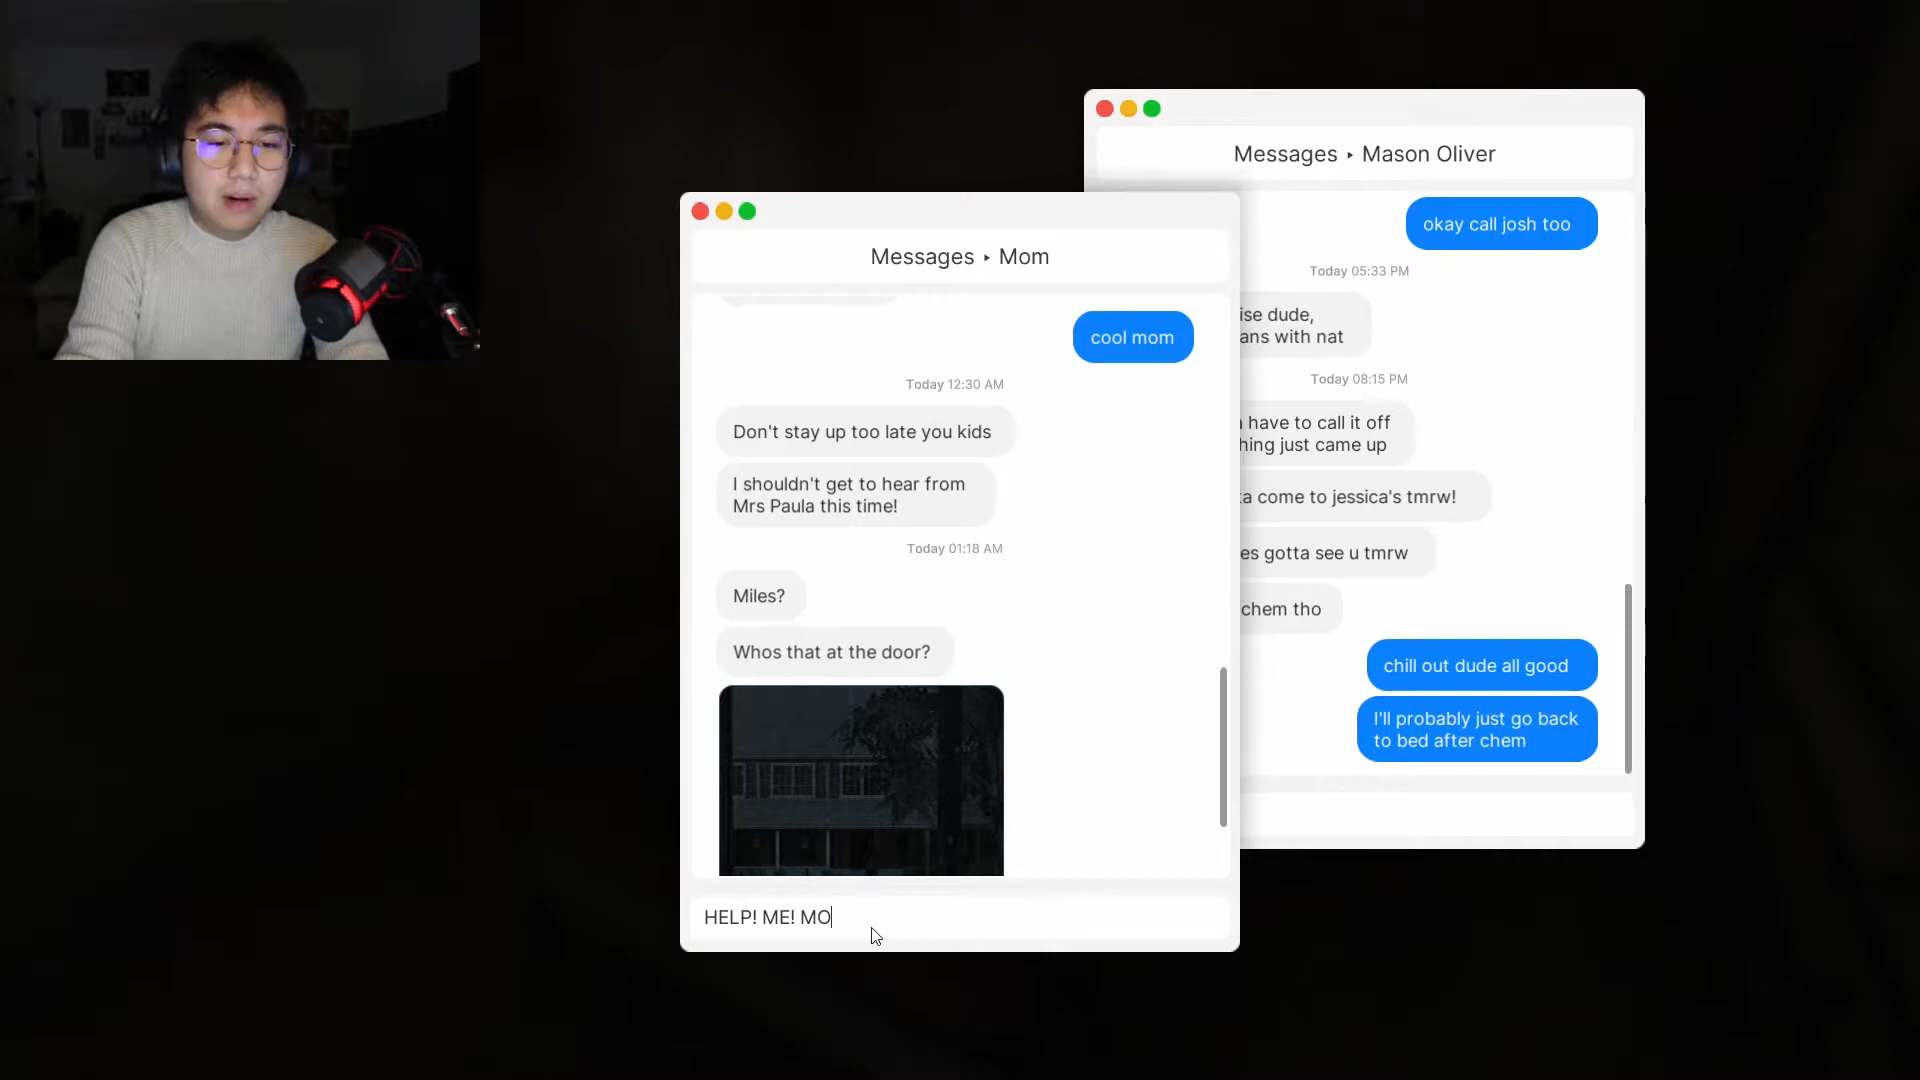 Messages ▸ Mason Oliver
okay call josh too
Today 05:33 PM
dude,
with nat
Today 08:15 PM
have to call it off
just came up
come to jessica's tmrw!
gotta see u tmrw
chem tho
chill out dude all good
I'll probably just go back
to bed after chem
Messages ▸ Mom
cool mom
Today 12:30 AM
Don't stay up too late you kids
I shouldn't get to hear from
Mrs Paula this time!
Today 01:18 AM
Miles?
Whos that at the door?
HELP! ME! MO